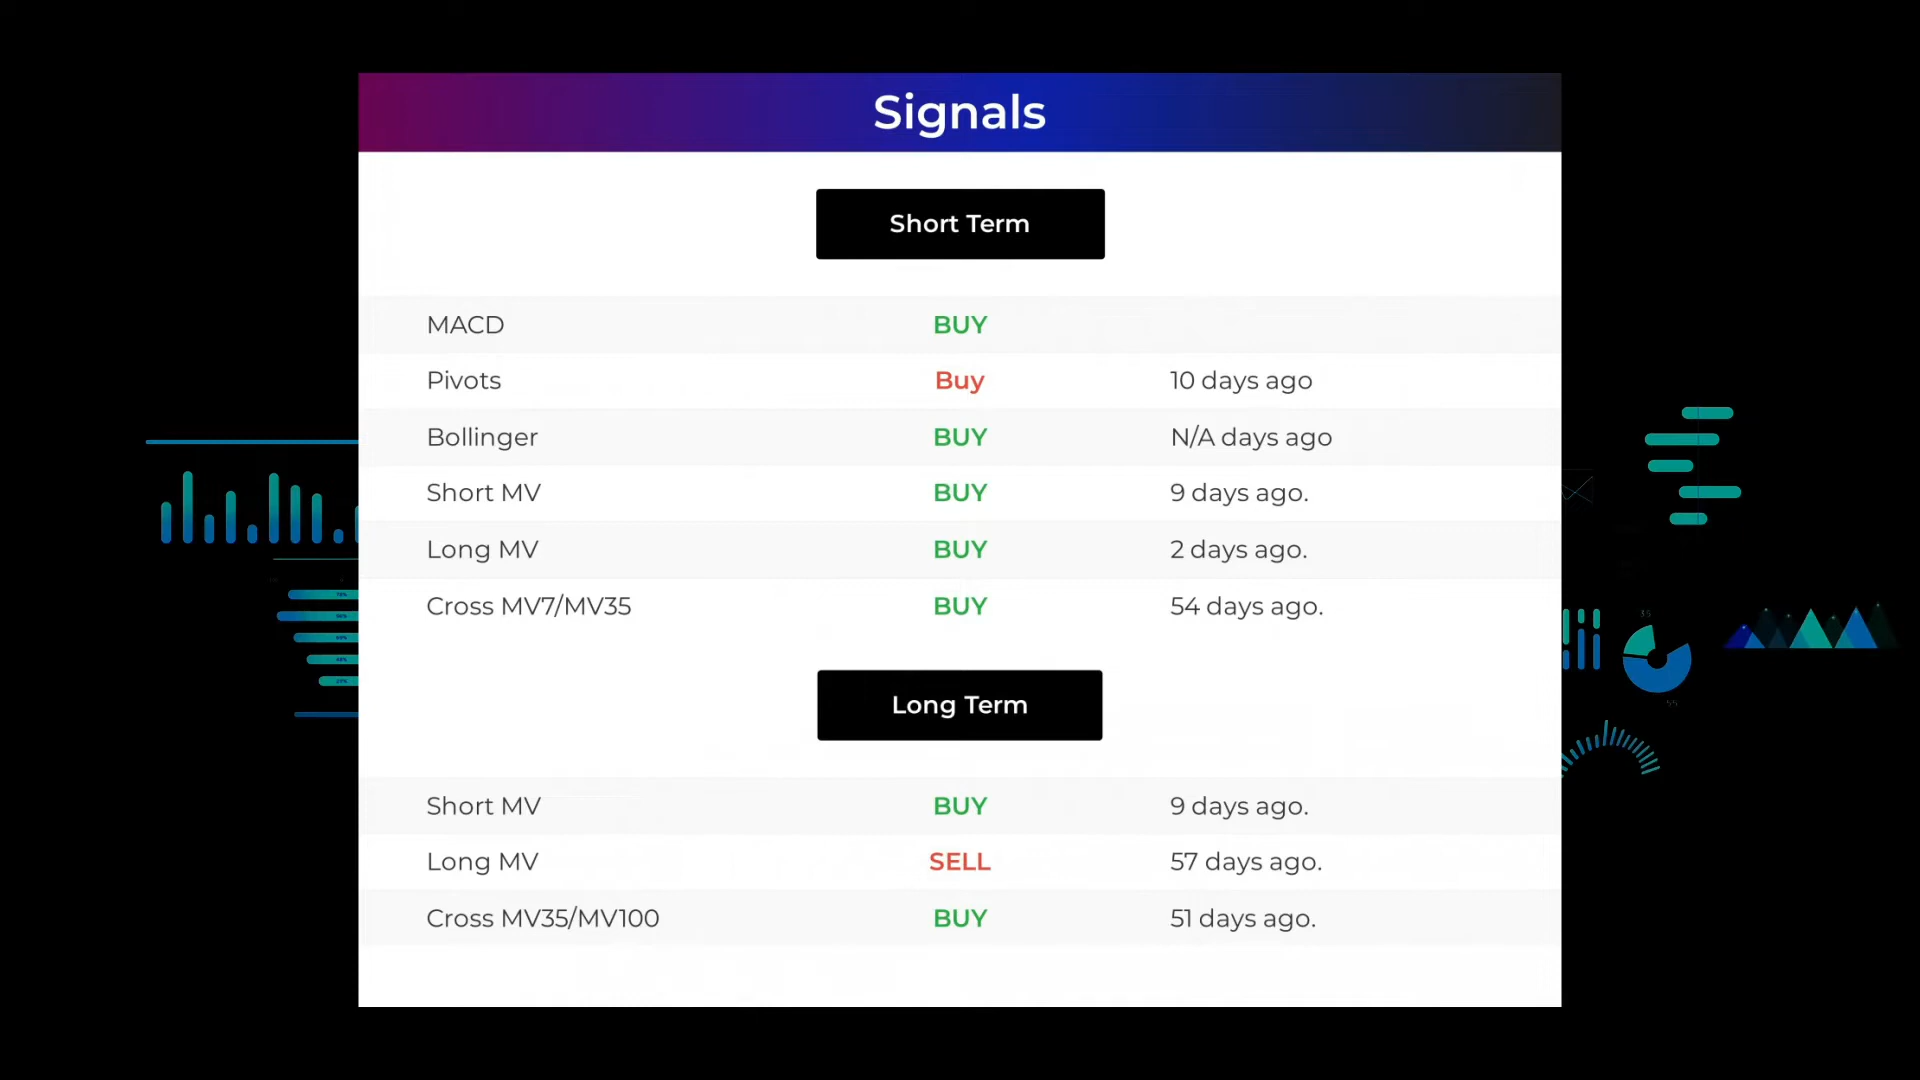 Signals
Short Term
MACD BUY
Pivots Buy 10 days ago
Bollinger BUY N/A days ago
Short MV BUY 9 days ago.
Long MV BUY 2 days ago.
Cross MV7/MV35 BUY 54 days ago.
Long Term
Short MV BUY 9 days ago.
Long MV SELL 57 days ago.
Cross MV35/MV100 BUY 51 days ago.